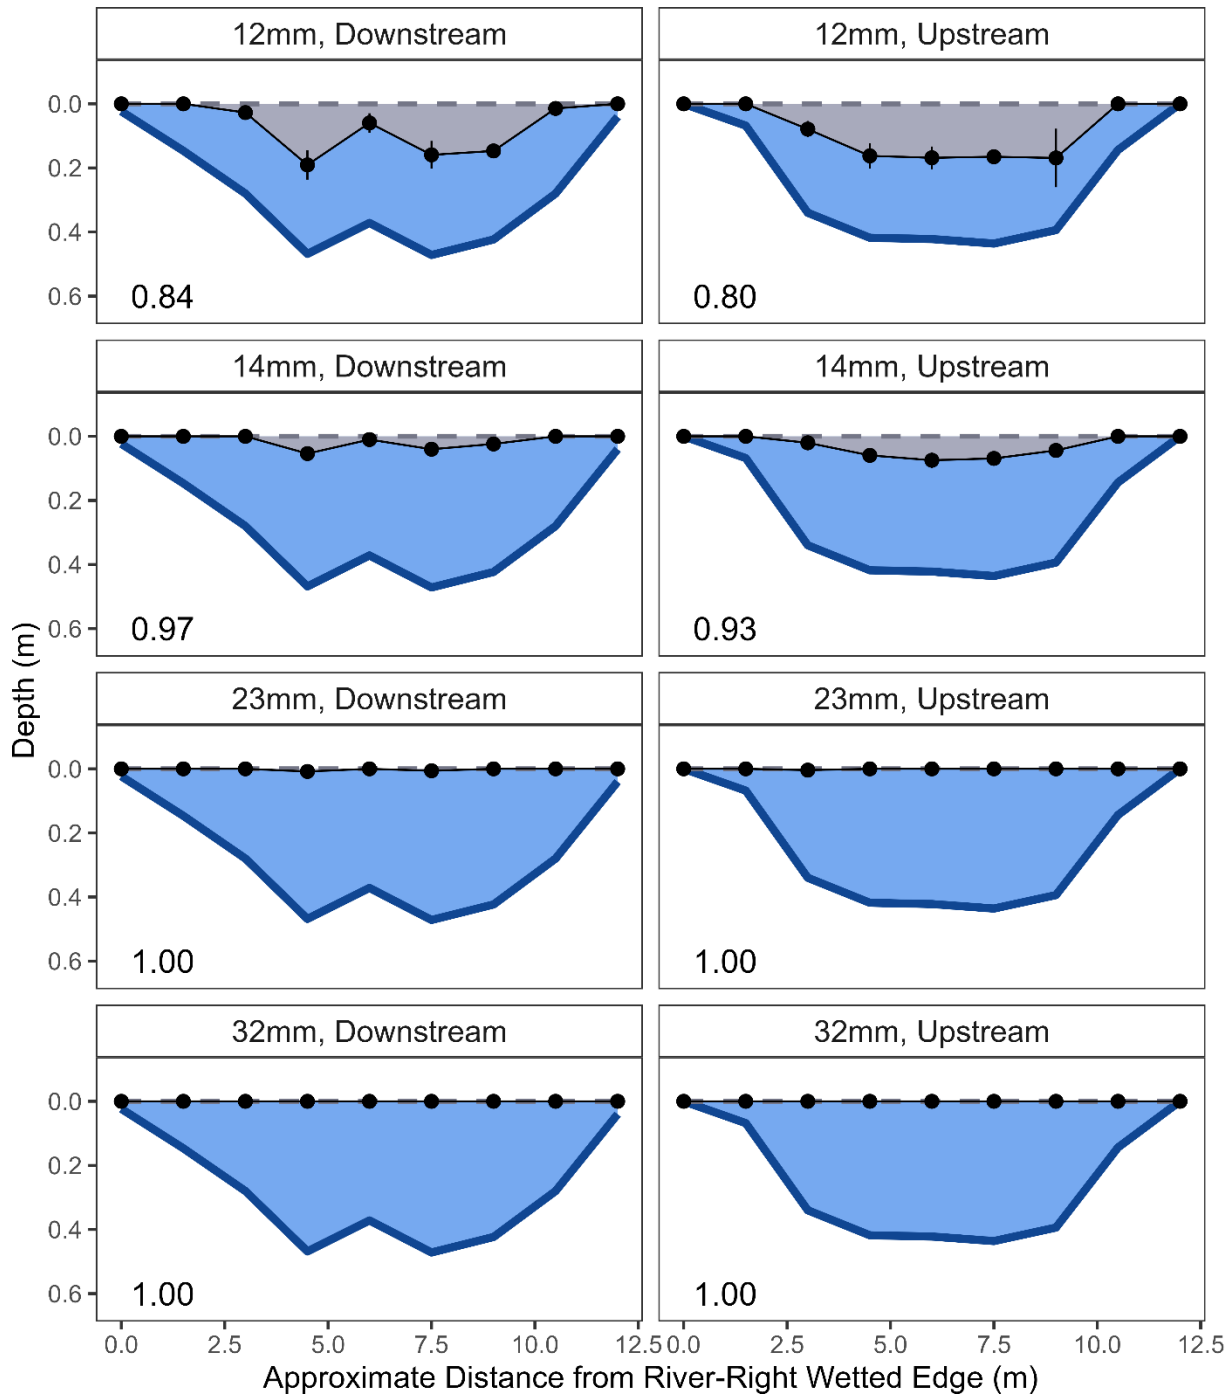 12mm, Downstream
12mm, Upstream
0.0
0.2
0.4
0.6
0.84
0.80
14mm, Downstream
14mm, Upstream
0.0
0.2
0.4
0.6
0.97
0.93
23mm, Downstream
23mm, Upstream
0.0
0.2
0.4
0.6
1.00
1.00
32mm, Downstream
32mm, Upstream
0.0
0.2
0.4
0.6
1.00
1.00
Depth (m)
0.0 2.5 5.0 7.5 10.0 12.5
0.0 2.5 5.0 7.5 10.0 12.5
Approximate Distance from River-Right Wetted Edge (m)